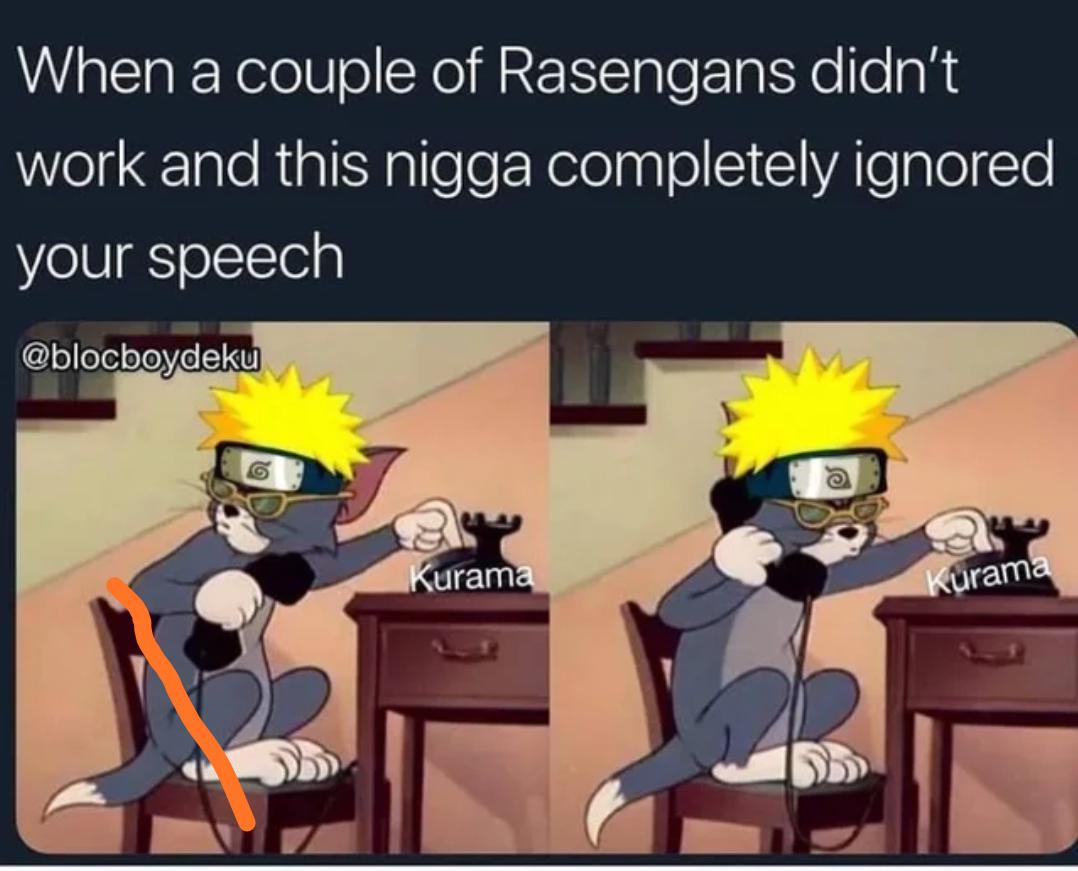 When a couple of Rasengans didn't
work and this nigga completely ignored
your speech
@blocboydeku
Kurama
Kurama